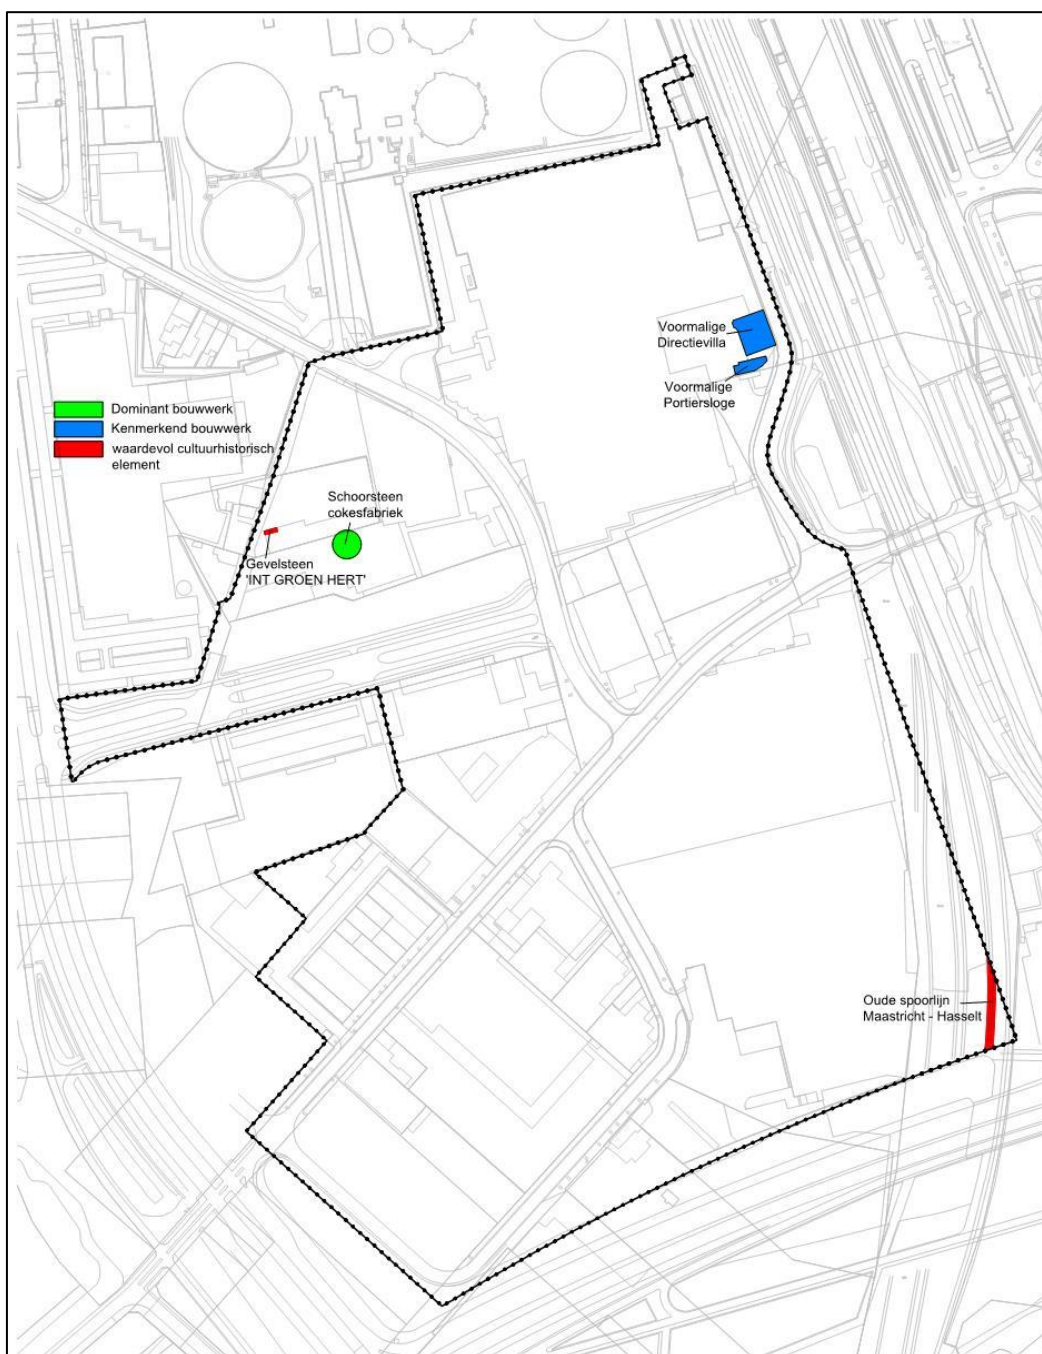 Voormalige
Directievilla
Voormalige
Portiersloge
Dominant bouwwerk
Kenmerkend bouwwerk
waardevol cultuurhistorisch
element
Schoorsteen
cokesfabriek
Gevelsteen
'INT GROEN HERT'
Oude spoorlijn
Maastricht - Hasselt